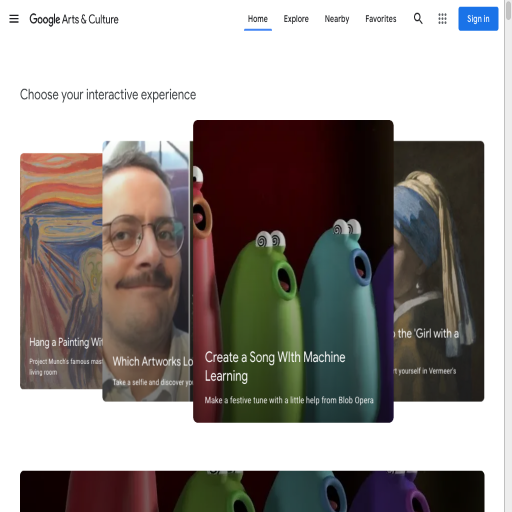 Google Arts & Culture
Home
Explore
Nearby
Favorites
Sign in
Choose your interactive experience
Hang a Painting Wit
Project Munch's famous mas
living room
Which Artworks Lo
Take a selfie and discover yo
Create a Song WIth Machine
Learning
Make a festive tune with a little help from Blob Opera
the 'Girl with a
yourself in Vermeer's